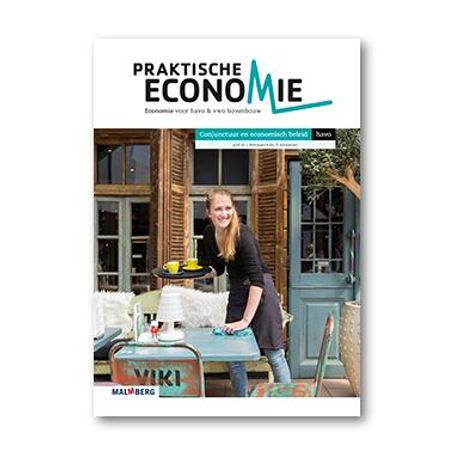 PRAKTISCHE
ECONOMIE
Economie voor havo & vwo bovenbouw
Conjunctuur en economisch beleid havo
VIKI
MALMBERG